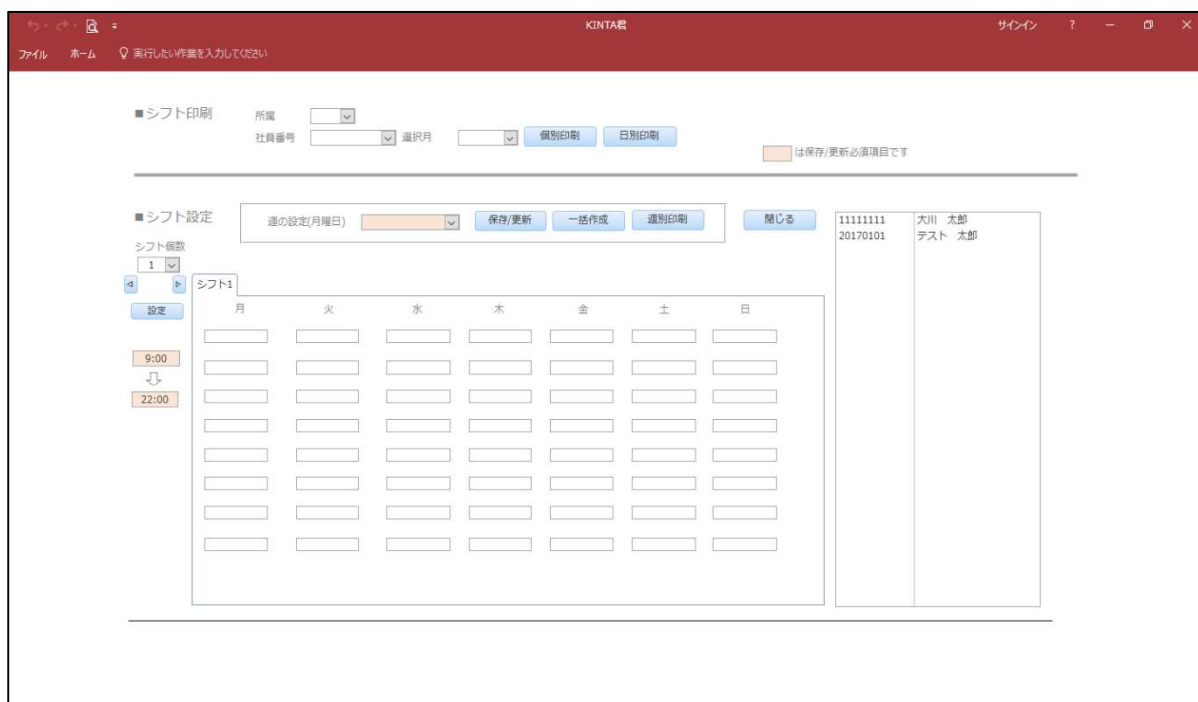 KINTA君
サインイン ?
ファイル ホーム 実行したい作業を入力してください
■シフト印刷 所属
社員番号 選択月 個別印刷 日別印刷
は保存/更新必須項目です
■シフト設定 週の設定(月曜日) 保存/更新 一括作成 週別印刷 閉じる
11111111 大川 太郎
20170101 テスト 太郎
シフト個数
1
シフト1
設定
月 火 水 木 金 土 日
9:00
22:00